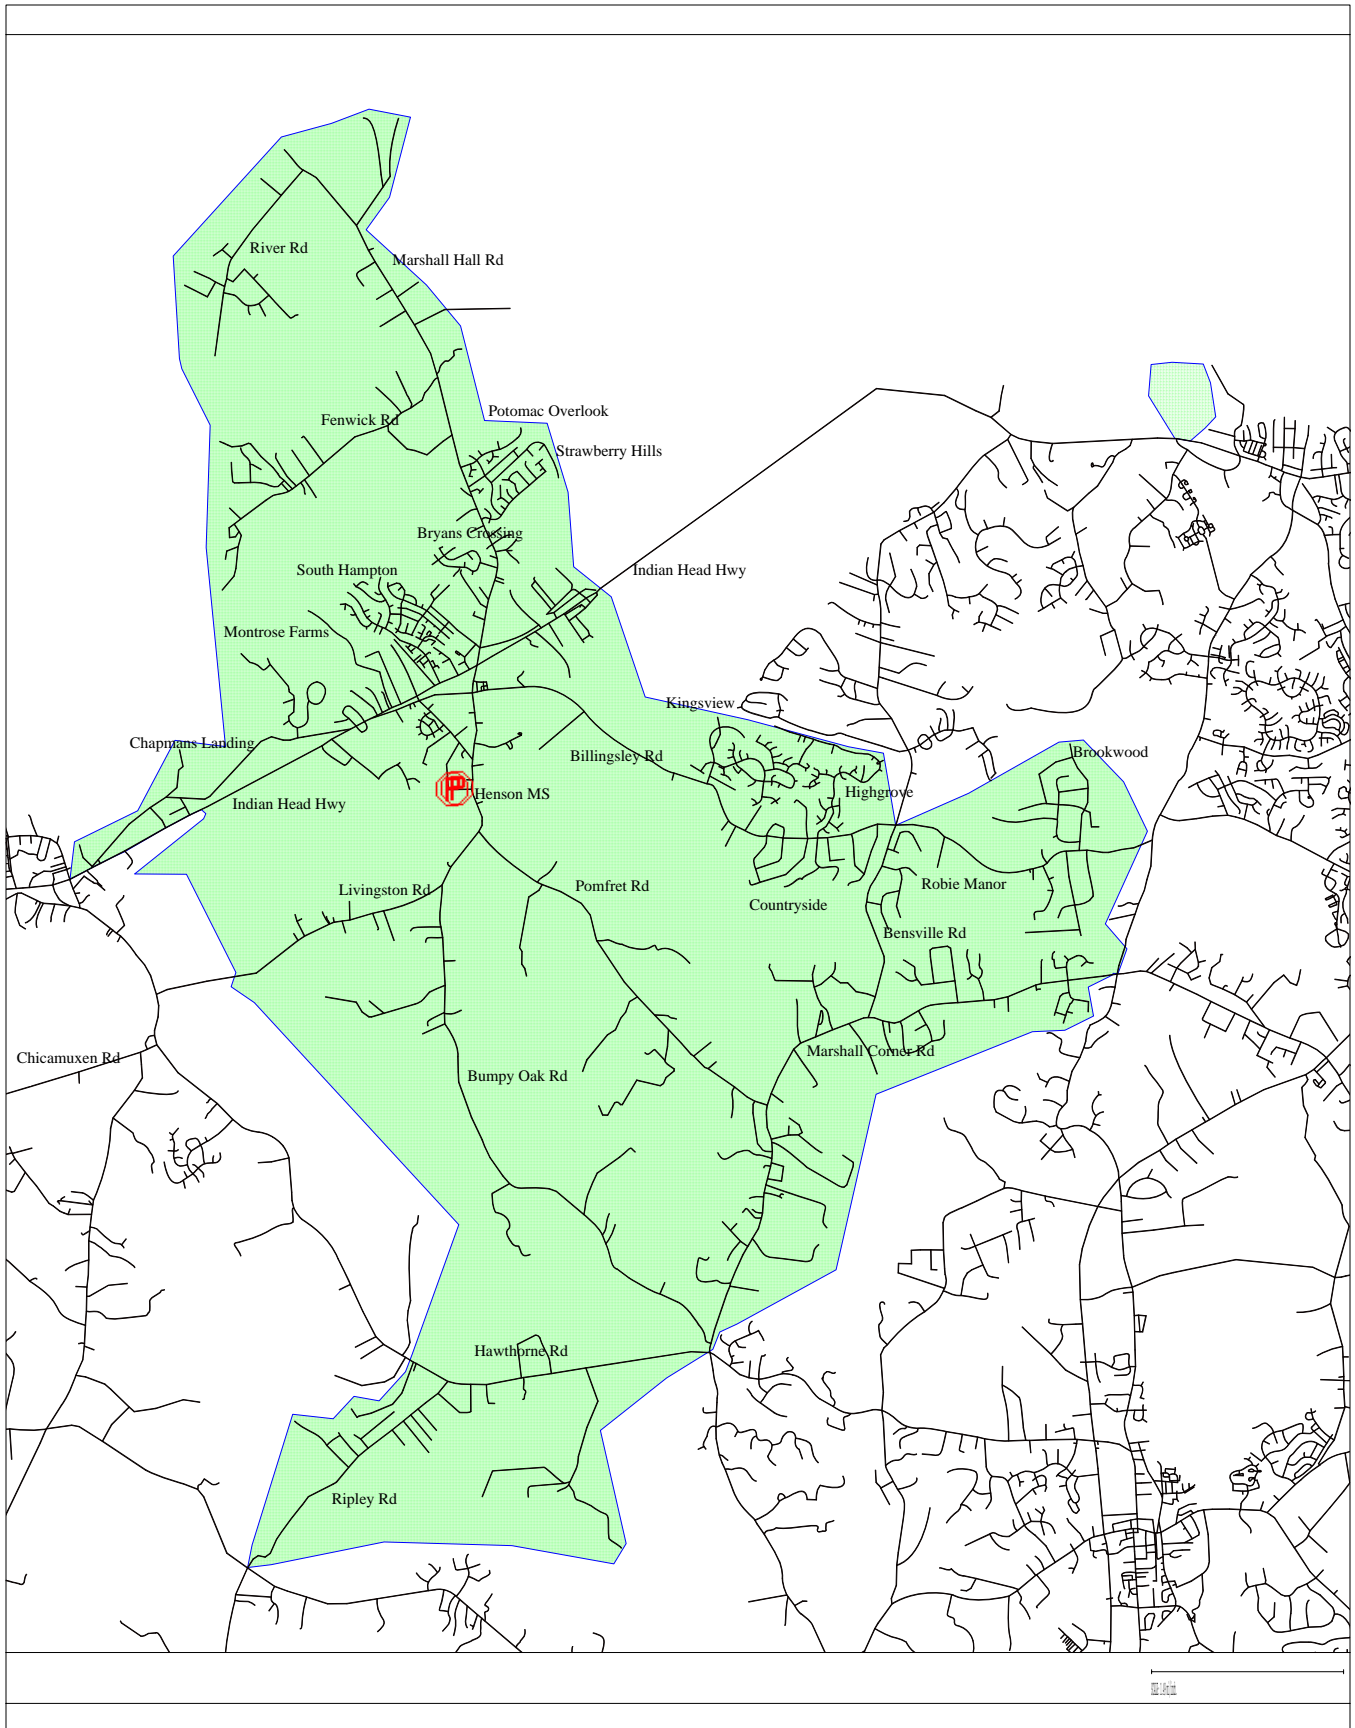 River Rd
Marshall Hall Rd
Potomac Overlook
Fenwick Rd
Strawberry Hills
Bryans Crossing
South Hampton
Indian Head Hwy
Montrose Farms
Kingsview
Chapmans Landing
Billingsley Rd
Brookwood
Indian Head Hwy
Henson MS
Highgrove
Livingston Rd
Pomfret Rd
Robie Manor
Countryside
Bensville Rd
Chicamuxen Rd
Marshall Corner Rd
Bumpy Oak Rd
Hawthorne Rd
Ripley Rd